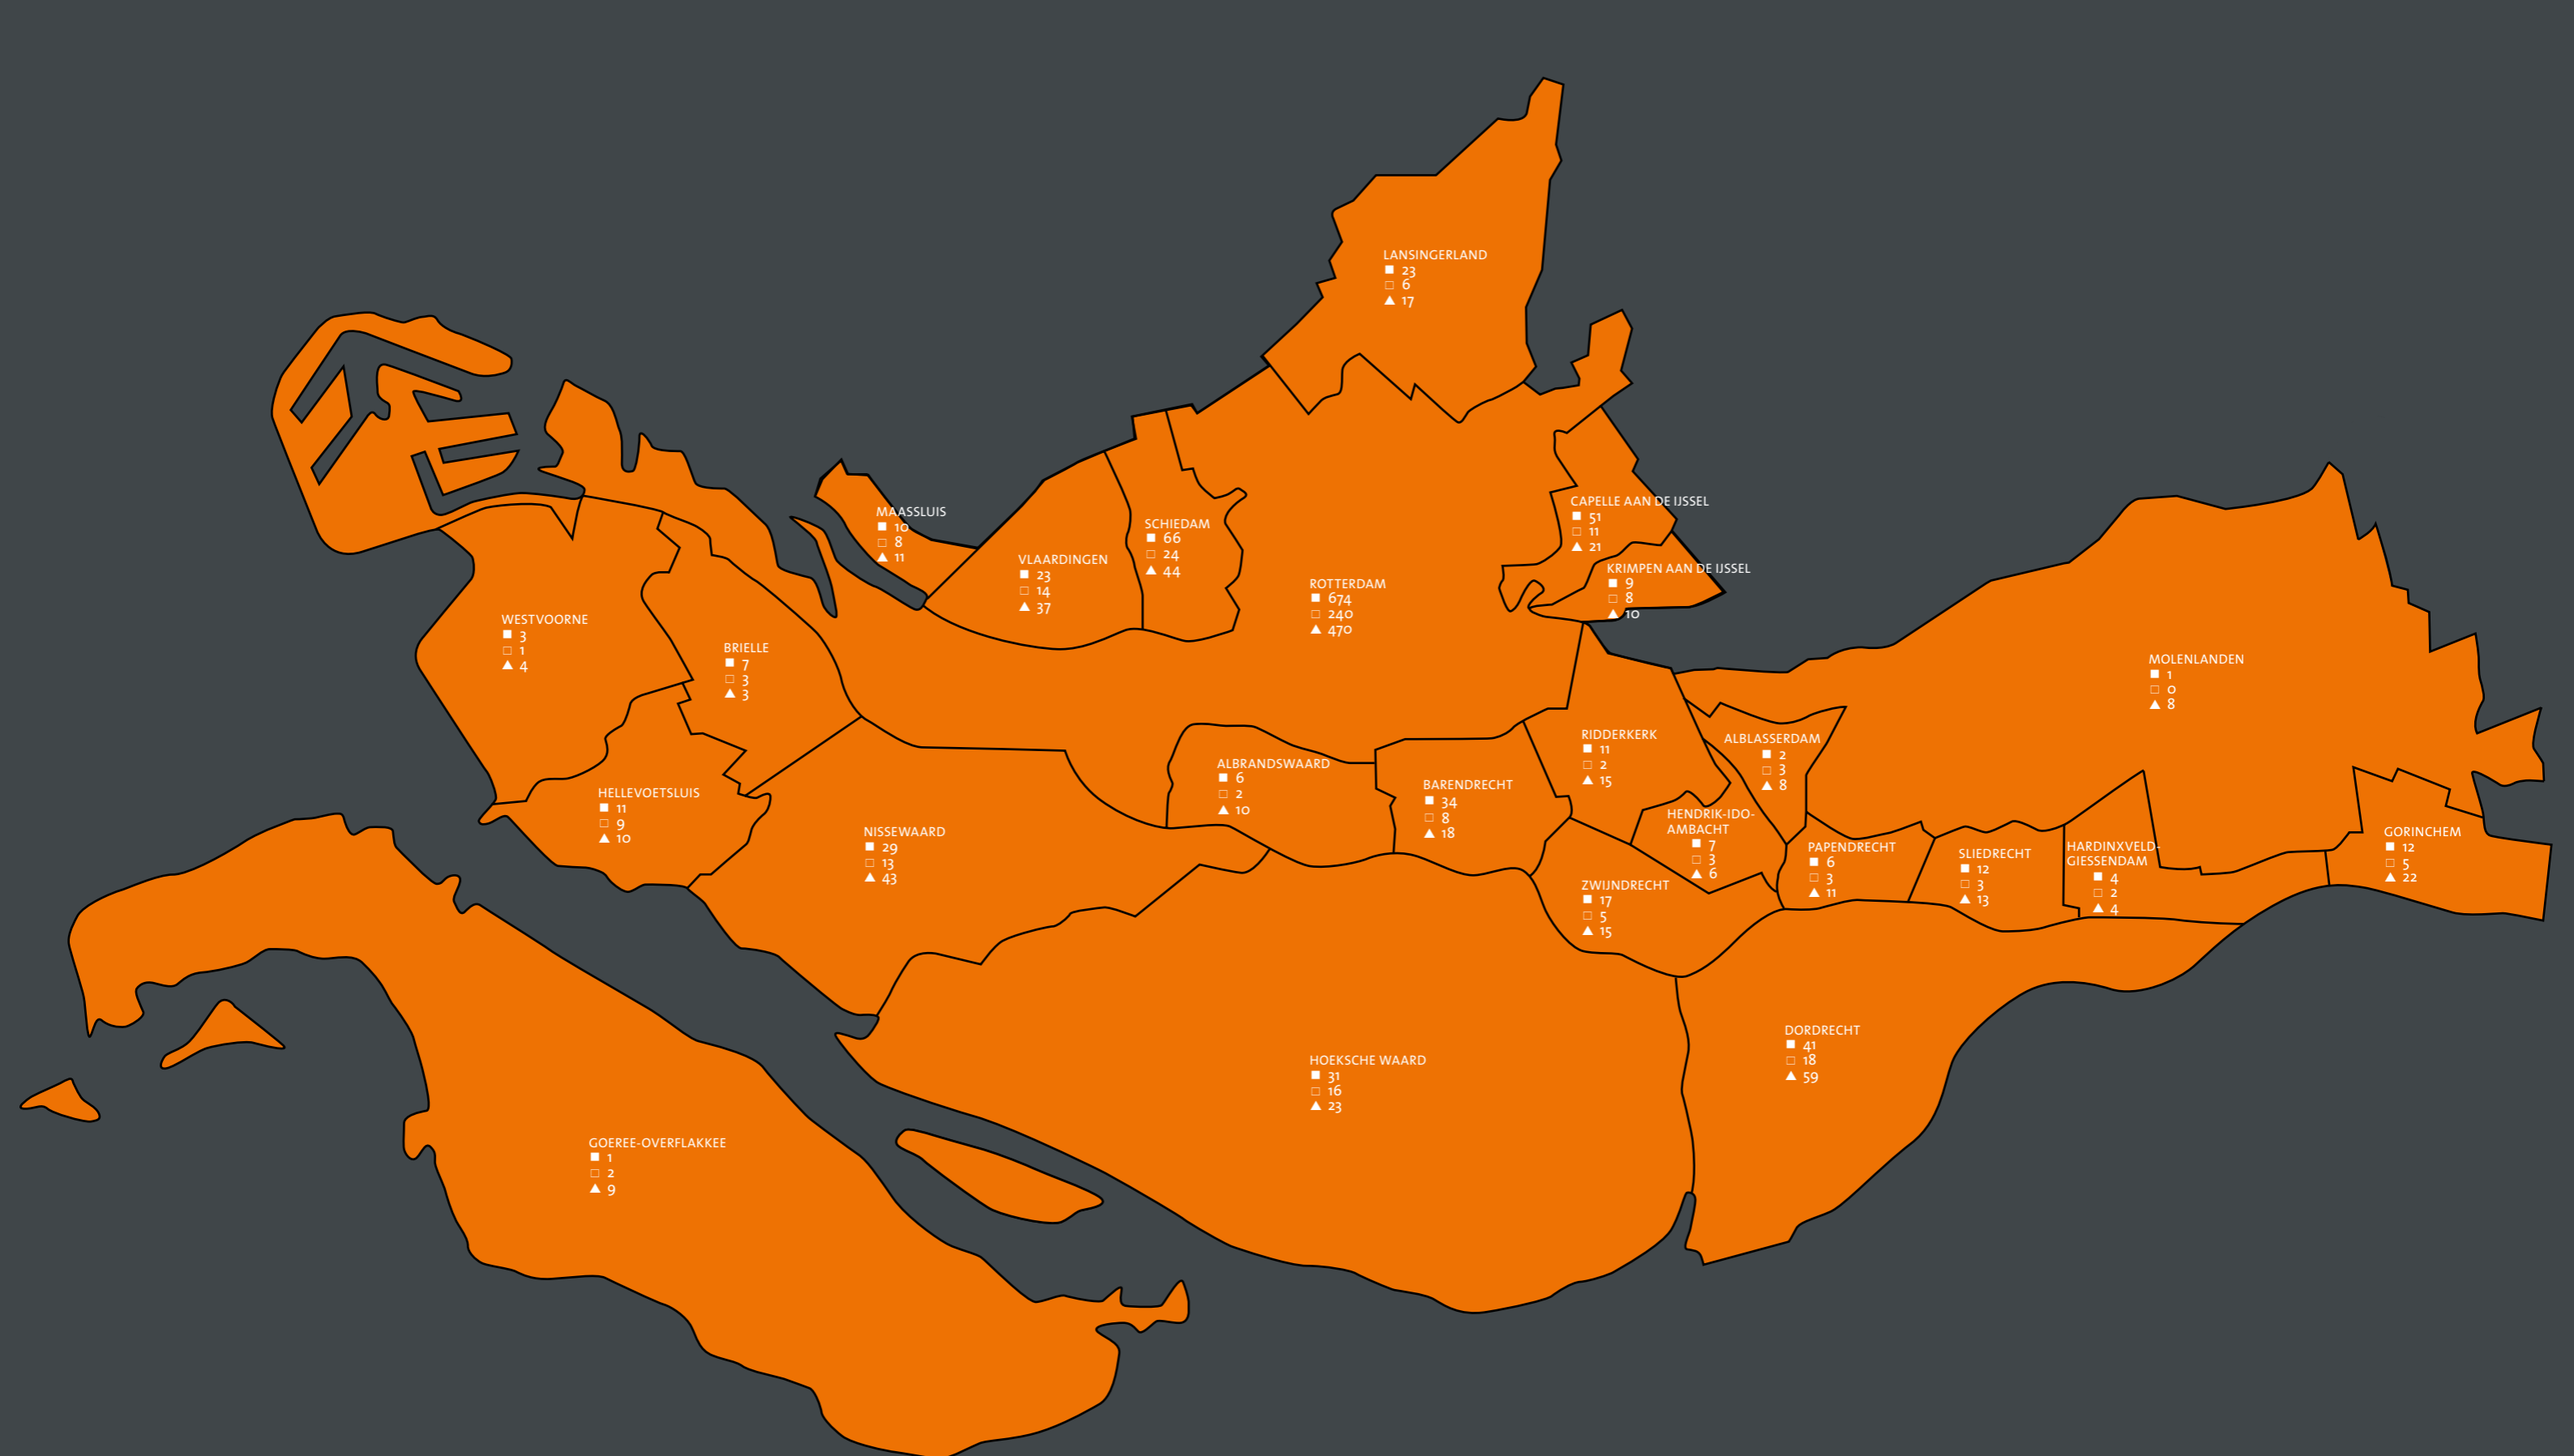 LANSINGERLAND
■ 23
□ 6
▲ 17
CAPELLE AAN DE IJSSEL
■ 51
□ 11
▲ 21
MAASSLUIS
■ 10
□ 8
▲ 11
SCHIEDAM
■ 66
□ 24
▲ 44
VLAARDINGEN
■ 23
□ 14
▲ 37
KRIMPEN AAN DE IJSSEL
■ 9
□ 8
▲ 10
ROTTERDAM
■ 674
□ 240
▲ 470
WESTVOORNE
■ 3
□ 1
▲ 4
BRIELLE
■ 7
□ 3
▲ 3
MOLENLANDEN
■ 1
□ 0
▲ 8
RIDDERKERK
■ 11
□ 2
▲ 15
ALBLASSERDAM
■ 2
□ 3
▲ 8
ALBRANDSWAARD
■ 6
□ 2
▲ 10
BARENDRECHT
■ 34
□ 8
▲ 18
HELLEVOETSLUIS
■ 11
□ 9
▲ 10
HENDRIK-IDO-
AMBACHT
■ 7
□ 3
▲ 6
NISSEWAARD
■ 29
□ 13
▲ 43
GORINCHEM
■ 12
□ 5
▲ 22
PAPENDRECHT
■ 6
□ 3
▲ 11
SLIEDRECHT
■ 12
□ 3
▲ 13
HARDINXVELD-
GIESSENDAM
■ 4
□ 2
▲ 4
ZWIJNDRECHT
■ 17
□ 5
▲ 15
DORDRECHT
■ 41
□ 18
▲ 59
HOEKSCHE WAARD
■ 31
□ 16
▲ 23
GOEREE-OVERFLAKKEE
■ 1
□ 2
▲ 9